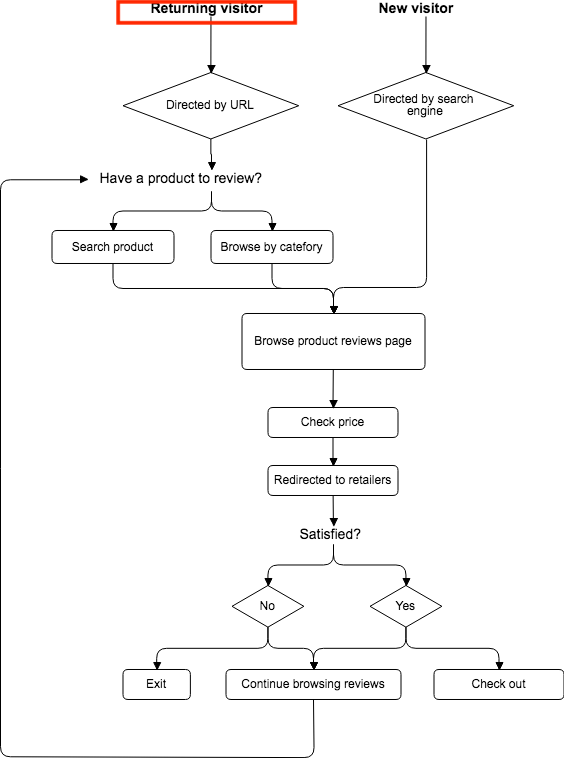 Returning visitor
New visitor
Directed by URL
Directed by search
engine
Have a product to review?
Search product
Browse by catefory
Browse product reviews page
Check price
Redirected to retailers
Satisfied?
No
Yes
Exit
Continue browsing reviews
Check out